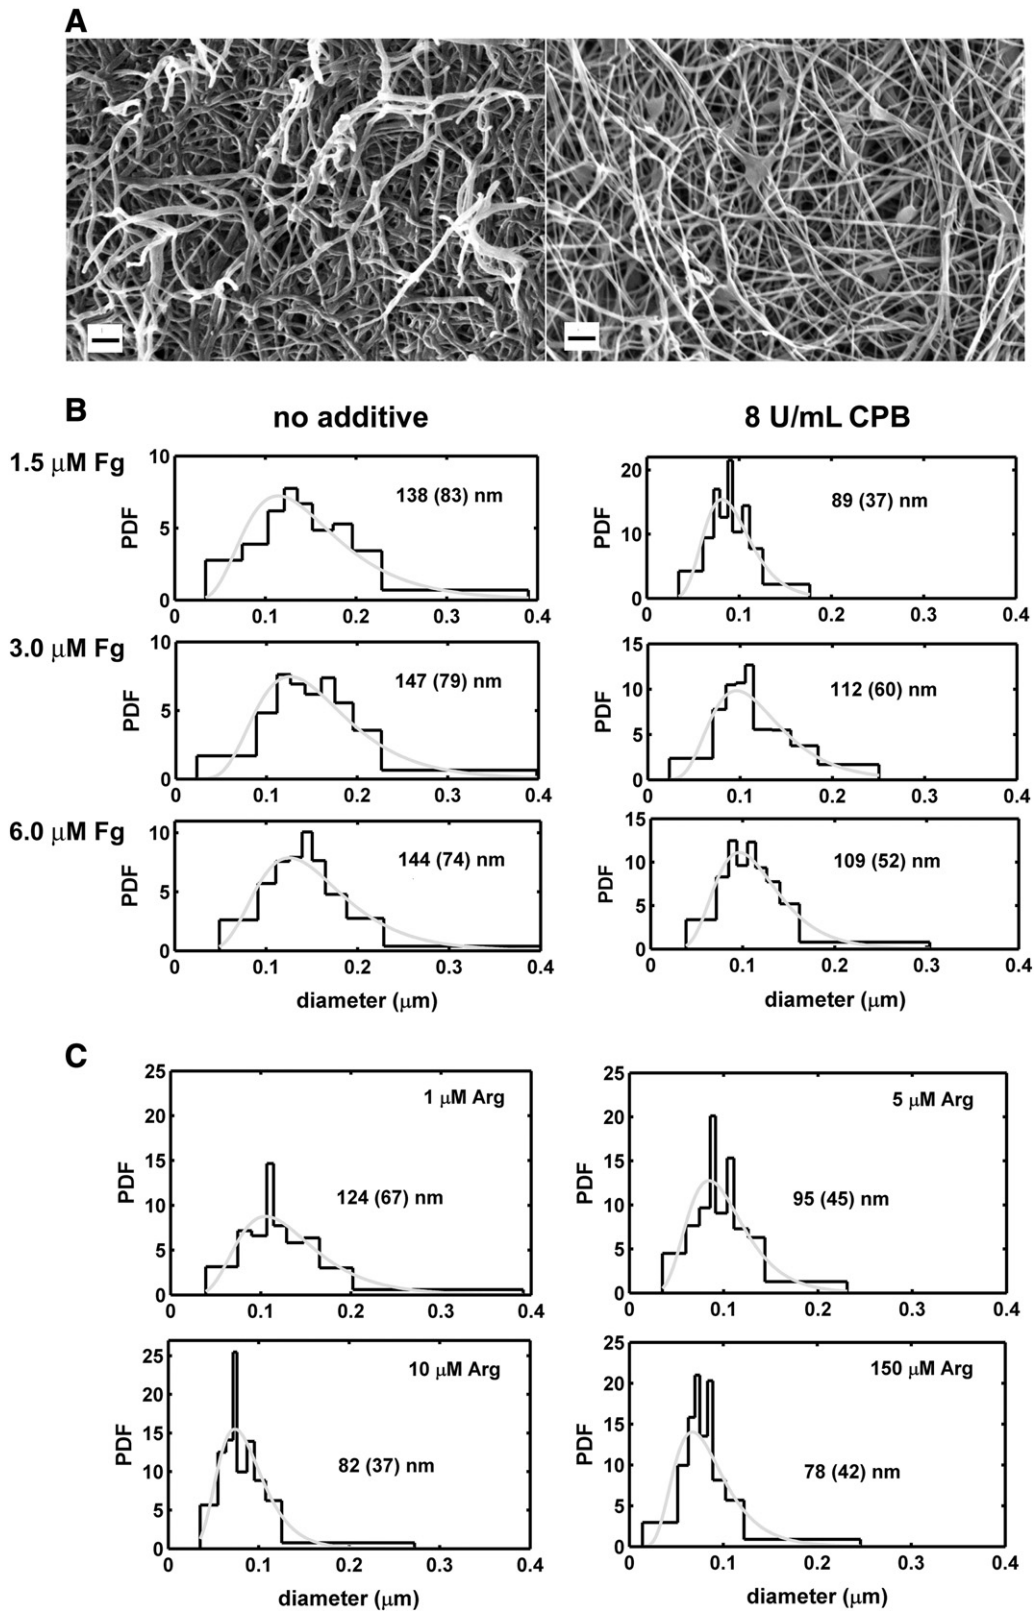 A
B
no additive
8 U/mL CPB
1.5 μM Fg
PDF
10
5
0
138 (83) nm
0 0.1 0.2 0.3 0.4
PDF
20
10
0
89 (37) nm
0 0.1 0.2 0.3 0.4
3.0 μM Fg
PDF
10
5
0
147 (79) nm
0 0.1 0.2 0.3 0.4
PDF
15
10
5
0
112 (60) nm
0 0.1 0.2 0.3 0.4
6.0 μM Fg
PDF
10
5
0
144 (74) nm
0 0.1 0.2 0.3 0.4
diameter (μm)
PDF
15
10
5
0
109 (52) nm
0 0.1 0.2 0.3 0.4
diameter (μm)
C
PDF
25
20
15
10
5
0
1 μM Arg
124 (67) nm
0 0.1 0.2 0.3 0.4
PDF
25
20
15
10
5
0
5 μM Arg
95 (45) nm
0 0.1 0.2 0.3 0.4
PDF
25
20
15
10
5
0
10 μM Arg
82 (37) nm
0 0.1 0.2 0.3 0.4
diameter (μm)
PDF
25
20
15
10
5
0
150 μM Arg
78 (42) nm
0 0.1 0.2 0.3 0.4
diameter (μm)